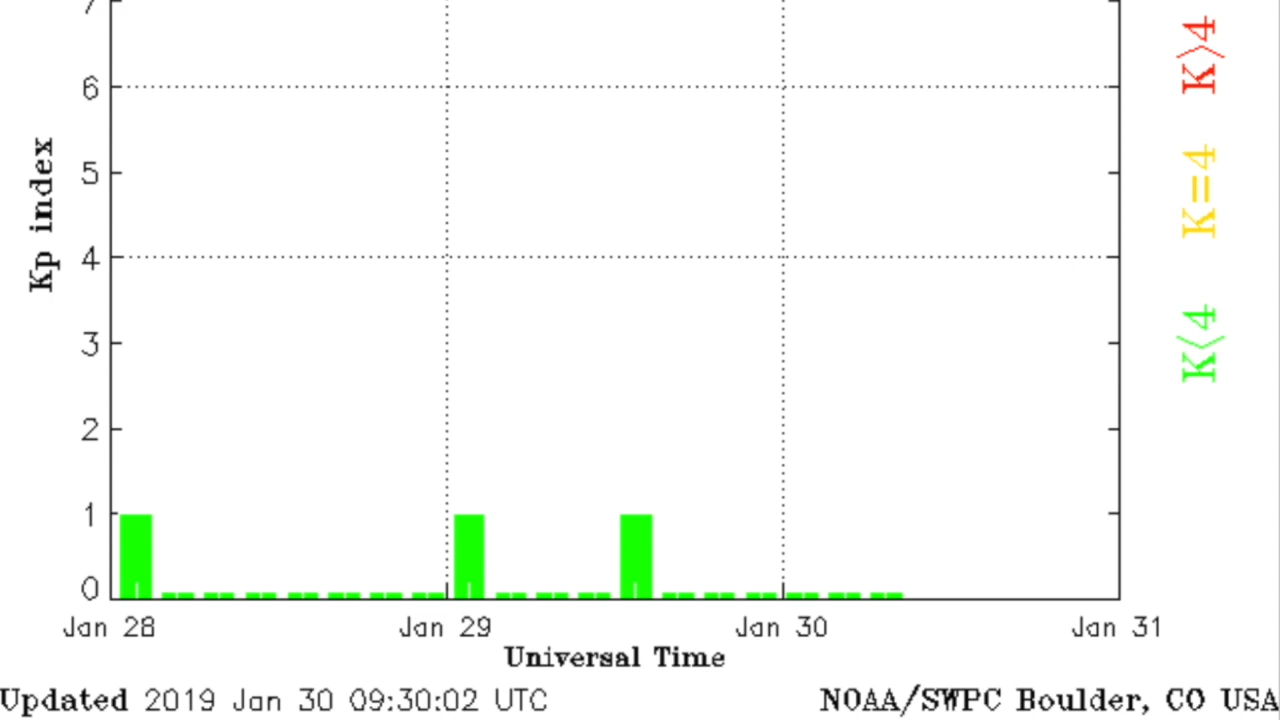 7
6
5
4
3
2
1
0
Kp index
K>4
K=4
K<4
Jan 28 Jan 29 Jan 30 Jan 31
Universal Time
Updated 2019 Jan 30 09:30:02 UTC NOAA/SWPC Boulder, CO USA